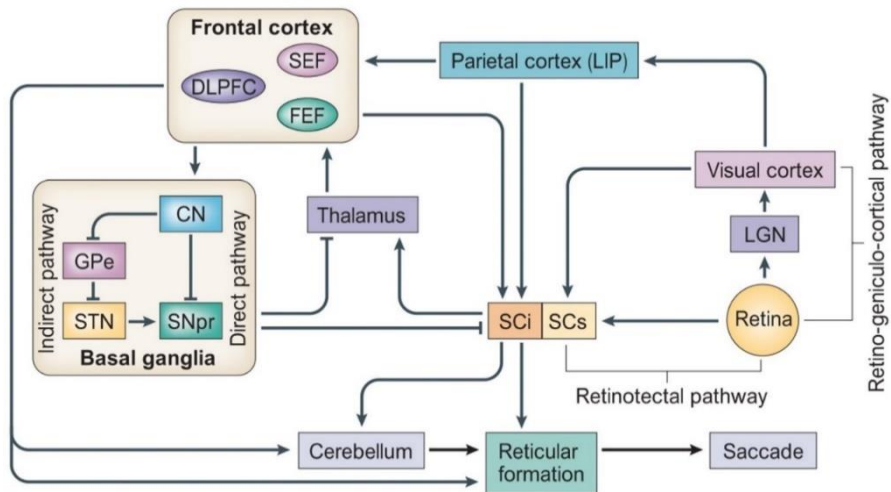 Frontal cortex
SEF
DLPFC
FEF
Parietal cortex (LIP)
Visual cortex
LGN
Retina
Retino-geniculo-cortical pathway
Thalamus
Indirect pathway
CN
GPe
STN
SNpr
Direct pathway
Basal ganglia
SCi
SCs
Retinotectal pathway
Cerebellum
Reticular
formation
Saccade